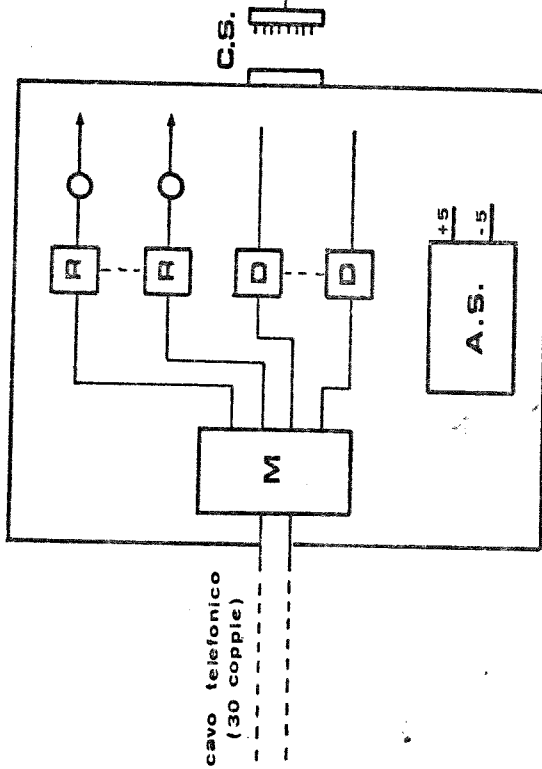 C.S.
R
R
D
D
+5
-5
A.S.
M
cavo telefonico
(30 coppie)